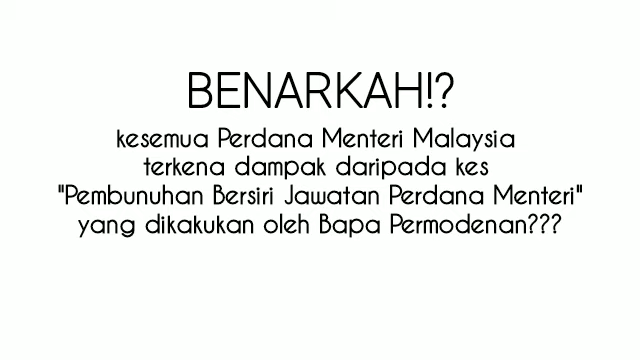 BENARKAH!?
kesemua Perdana Menteri Malaysia
terkena dampak daripada kes
"Pembunuhan Bersiri Jawatan Perdana Menteri"
yang dikakukan oleh Bapa Permodenan???